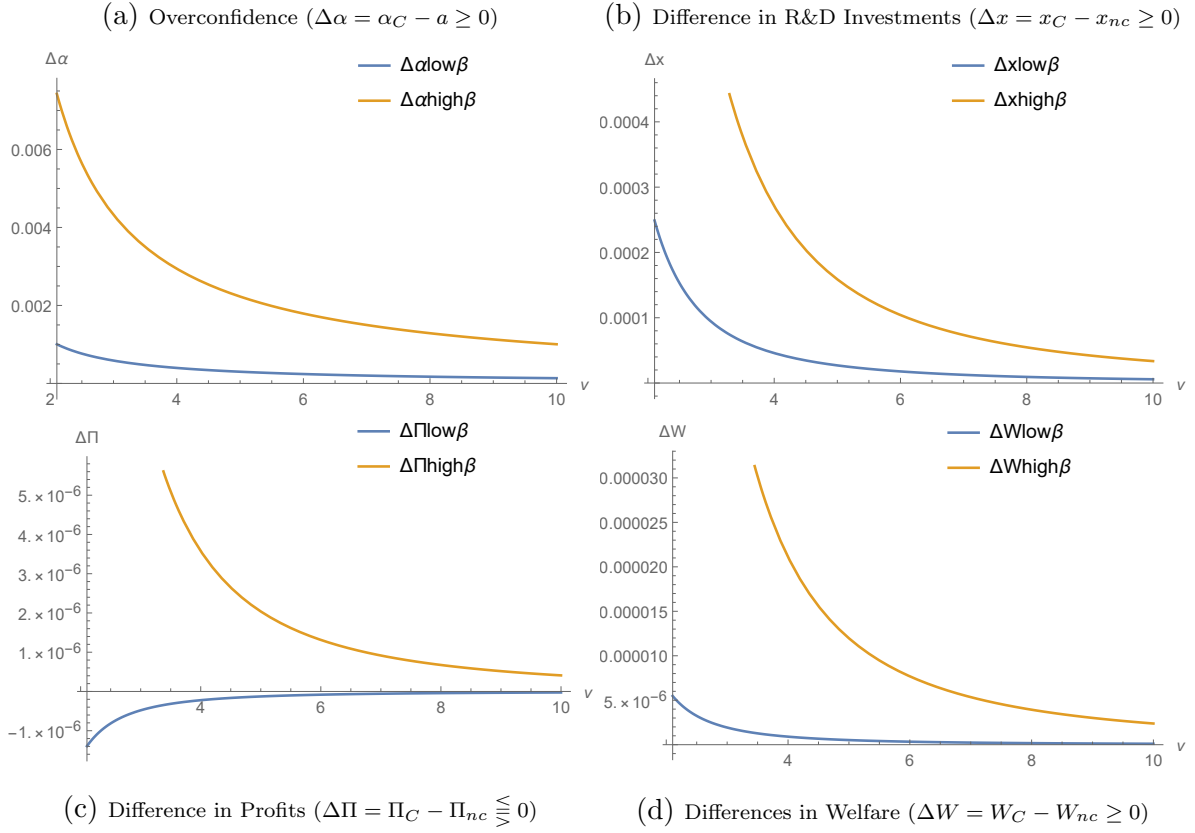 (a) Overconfidence (Δα = α_C − a ≥ 0)
Δα
Δαlowβ
Δαhighβ
0.006
0.004
0.002
2 4 6 8 10
v
(b) Difference in R&D Investments (Δx = x_C − x_nc ≥ 0)
Δx
Δxlowβ
Δxhighβ
0.0004
0.0003
0.0002
0.0001
4 6 8 10
v
ΔΠ
ΔΠlowβ
ΔΠhighβ
5.×10⁻⁶
4.×10⁻⁶
3.×10⁻⁶
2.×10⁻⁶
1.×10⁻⁶
−1.×10⁻⁶
4 6 8 10
v
(c) Difference in Profits (ΔΠ = Π_C − Π_nc ⪋ 0)
ΔW
ΔWlowβ
ΔWhighβ
0.000030
0.000025
0.000020
0.000015
0.000010
5.×10⁻⁶
4 6 8 10
v
(d) Differences in Welfare (ΔW = W_C − W_nc ≥ 0)